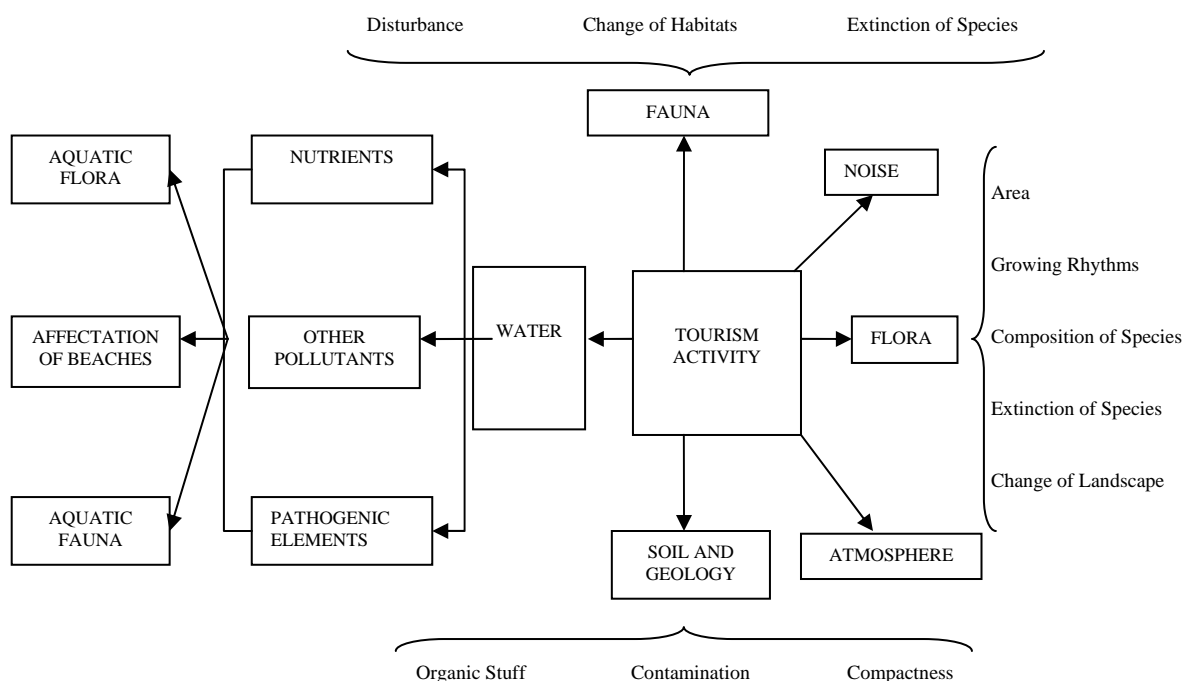 Disturbance
Change of Habitats
Extinction of Species
FAUNA
AQUATIC
FLORA
NUTRIENTS
NOISE
Area
Growing Rhythms
AFFECTATION
OF BEACHES
OTHER
POLLUTANTS
WATER
TOURISM
ACTIVITY
FLORA
Composition of Species
Extinction of Species
Change of Landscape
AQUATIC
FAUNA
PATHOGENIC
ELEMENTS
SOIL AND
GEOLOGY
ATMOSPHERE
Organic Stuff
Contamination
Compactness